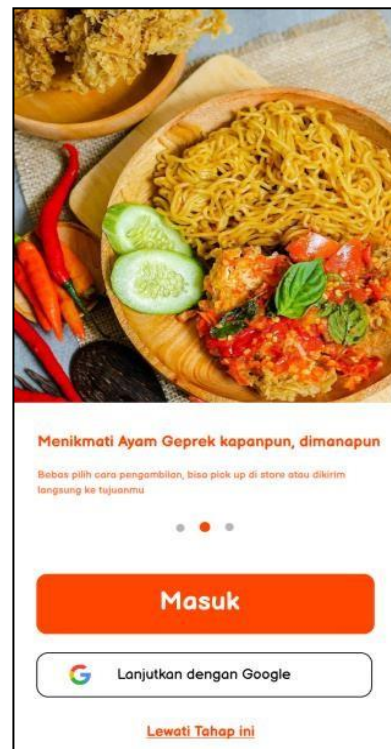 Menikmati Ayam Geprek kapanpun, dimanapun
Bebas pilih cara pengambilan, bisa pick up di store atau dikirim
langsung ke tujuanmu
Masuk
Lanjutkan dengan Google
Lewati Tahap ini